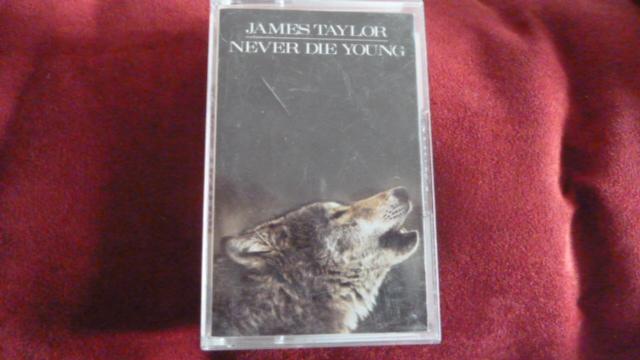 JAMES TAYLOR
NEVER DIE YOUNG